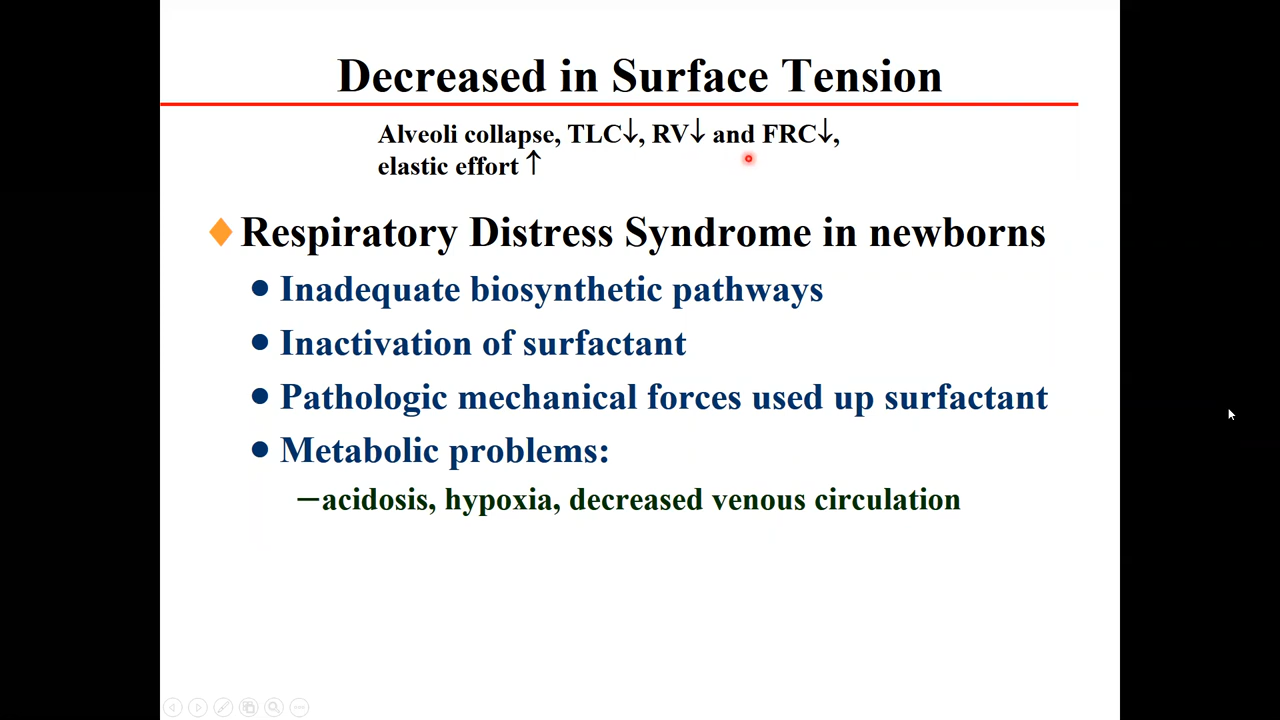 Decreased in Surface Tension
Alveoli collapse, TLC↓, RV↓ and FRC↓,
elastic effort ↑
Respiratory Distress Syndrome in newborns
Inadequate biosynthetic pathways
Inactivation of surfactant
Pathologic mechanical forces used up surfactant
Metabolic problems:
–acidosis, hypoxia, decreased venous circulation